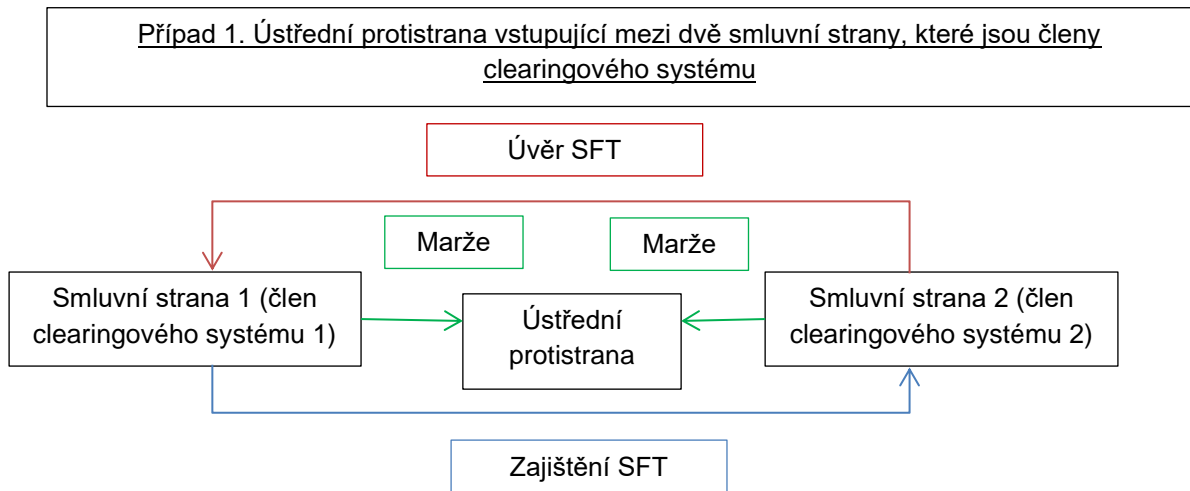 Případ 1. Ústřední protistrana vstupující mezi dvě smluvní strany, které jsou členy
clearingového systému
Úvěr SFT
Marže
Marže
Smluvní strana 1 (člen
clearingového systému 1)
Ústřední
protistrana
Smluvní strana 2 (člen
clearingového systému 2)
Zajištění SFT